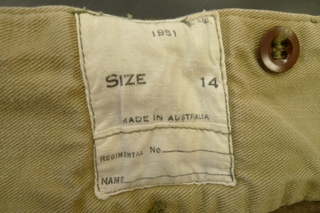 1951
SIZE 14
MADE IN AUSTRALIA
REGIMENTAL No.
NAME